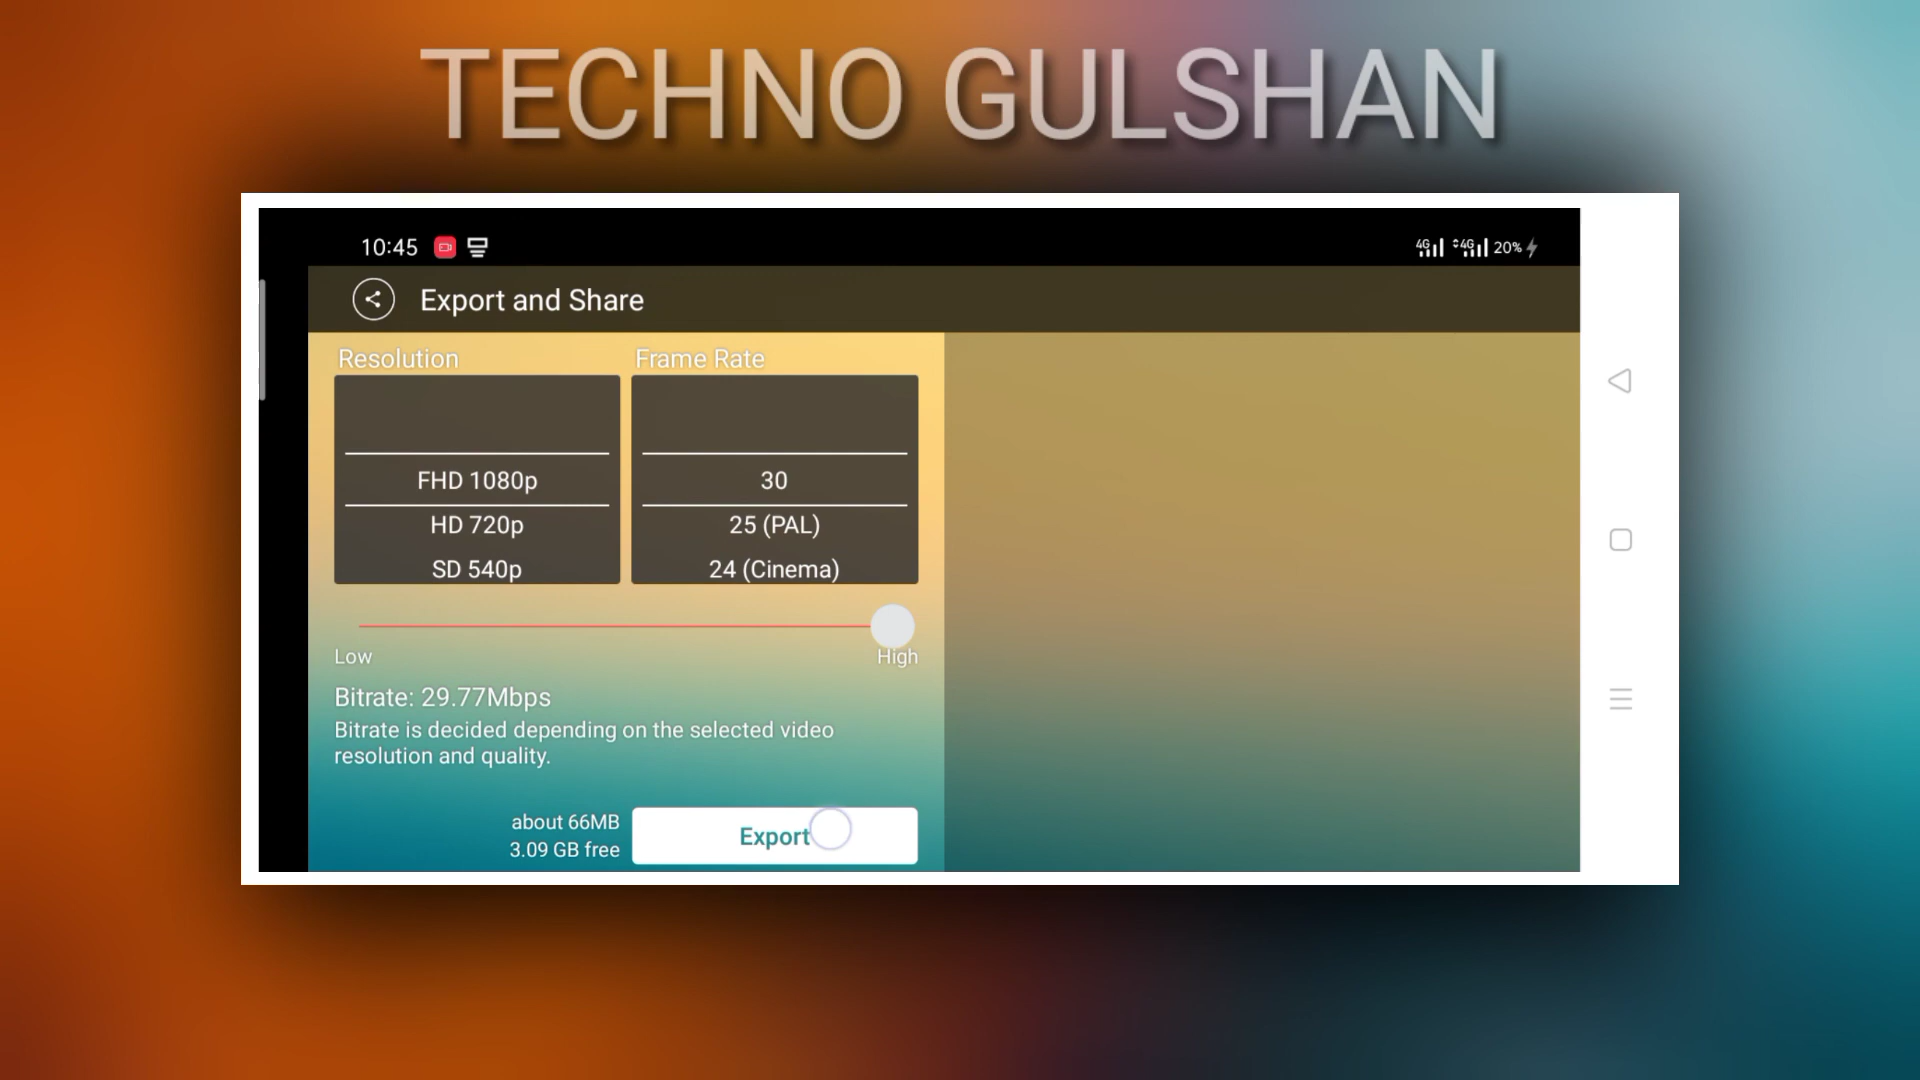 TECHNO GULSHAN
10:45
4G 4G 20%
Export and Share
Resolution
Frame Rate
FHD 1080p
30
HD 720p
25 (PAL)
SD 540p
24 (Cinema)
Low
High
Bitrate: 29.77Mbps
Bitrate is decided depending on the selected video
resolution and quality.
about 66MB
3.09 GB free
Export